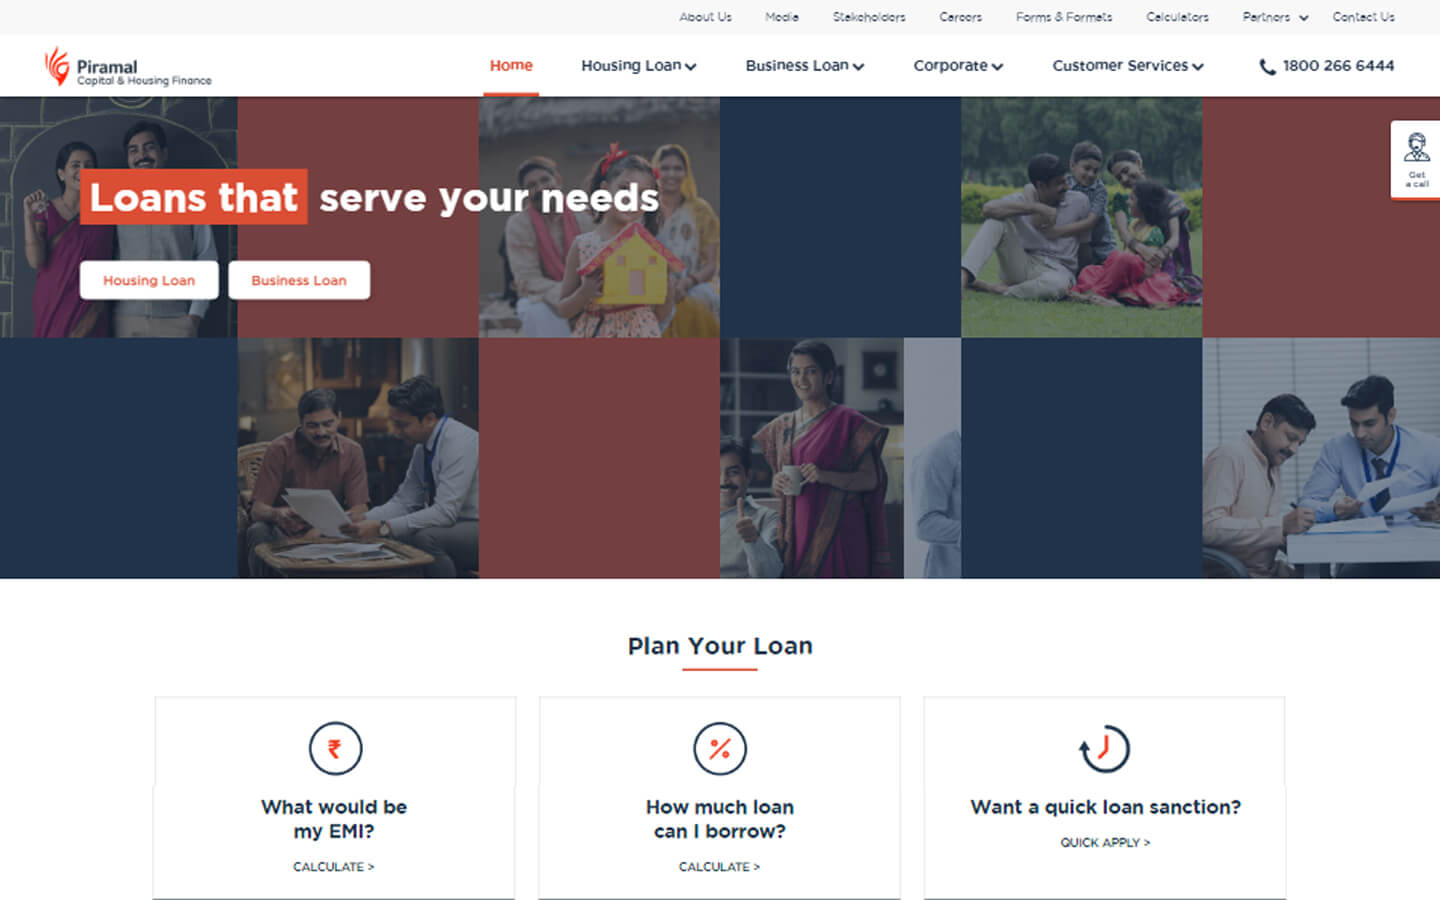 About Us Media Stakeholders Careers Forms & Formats Calculators Partners Contact Us
Piramal
Capital & Housing Finance
Home Housing Loan Business Loan Corporate Customer Services 1800 266 6444
Get
a call
Loans that serve your needs
Housing Loan Business Loan
Plan Your Loan
₹
What would be
my EMI?
CALCULATE >
%
How much loan
can I borrow?
CALCULATE >
Want a quick loan sanction?
QUICK APPLY >